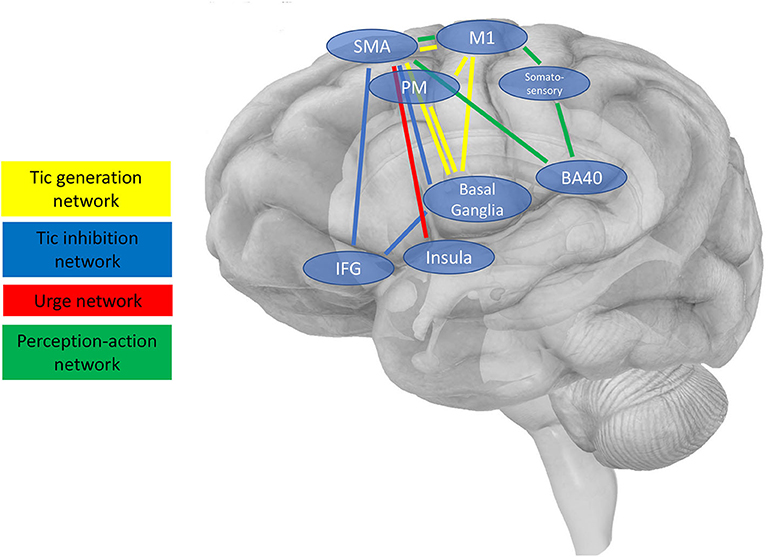 SMA
M1
PM
Somato-
sensory
Tic generation
network
Basal
Ganglia
BA40
Tic inhibition
network
IFG
Insula
Urge network
Perception-action
network